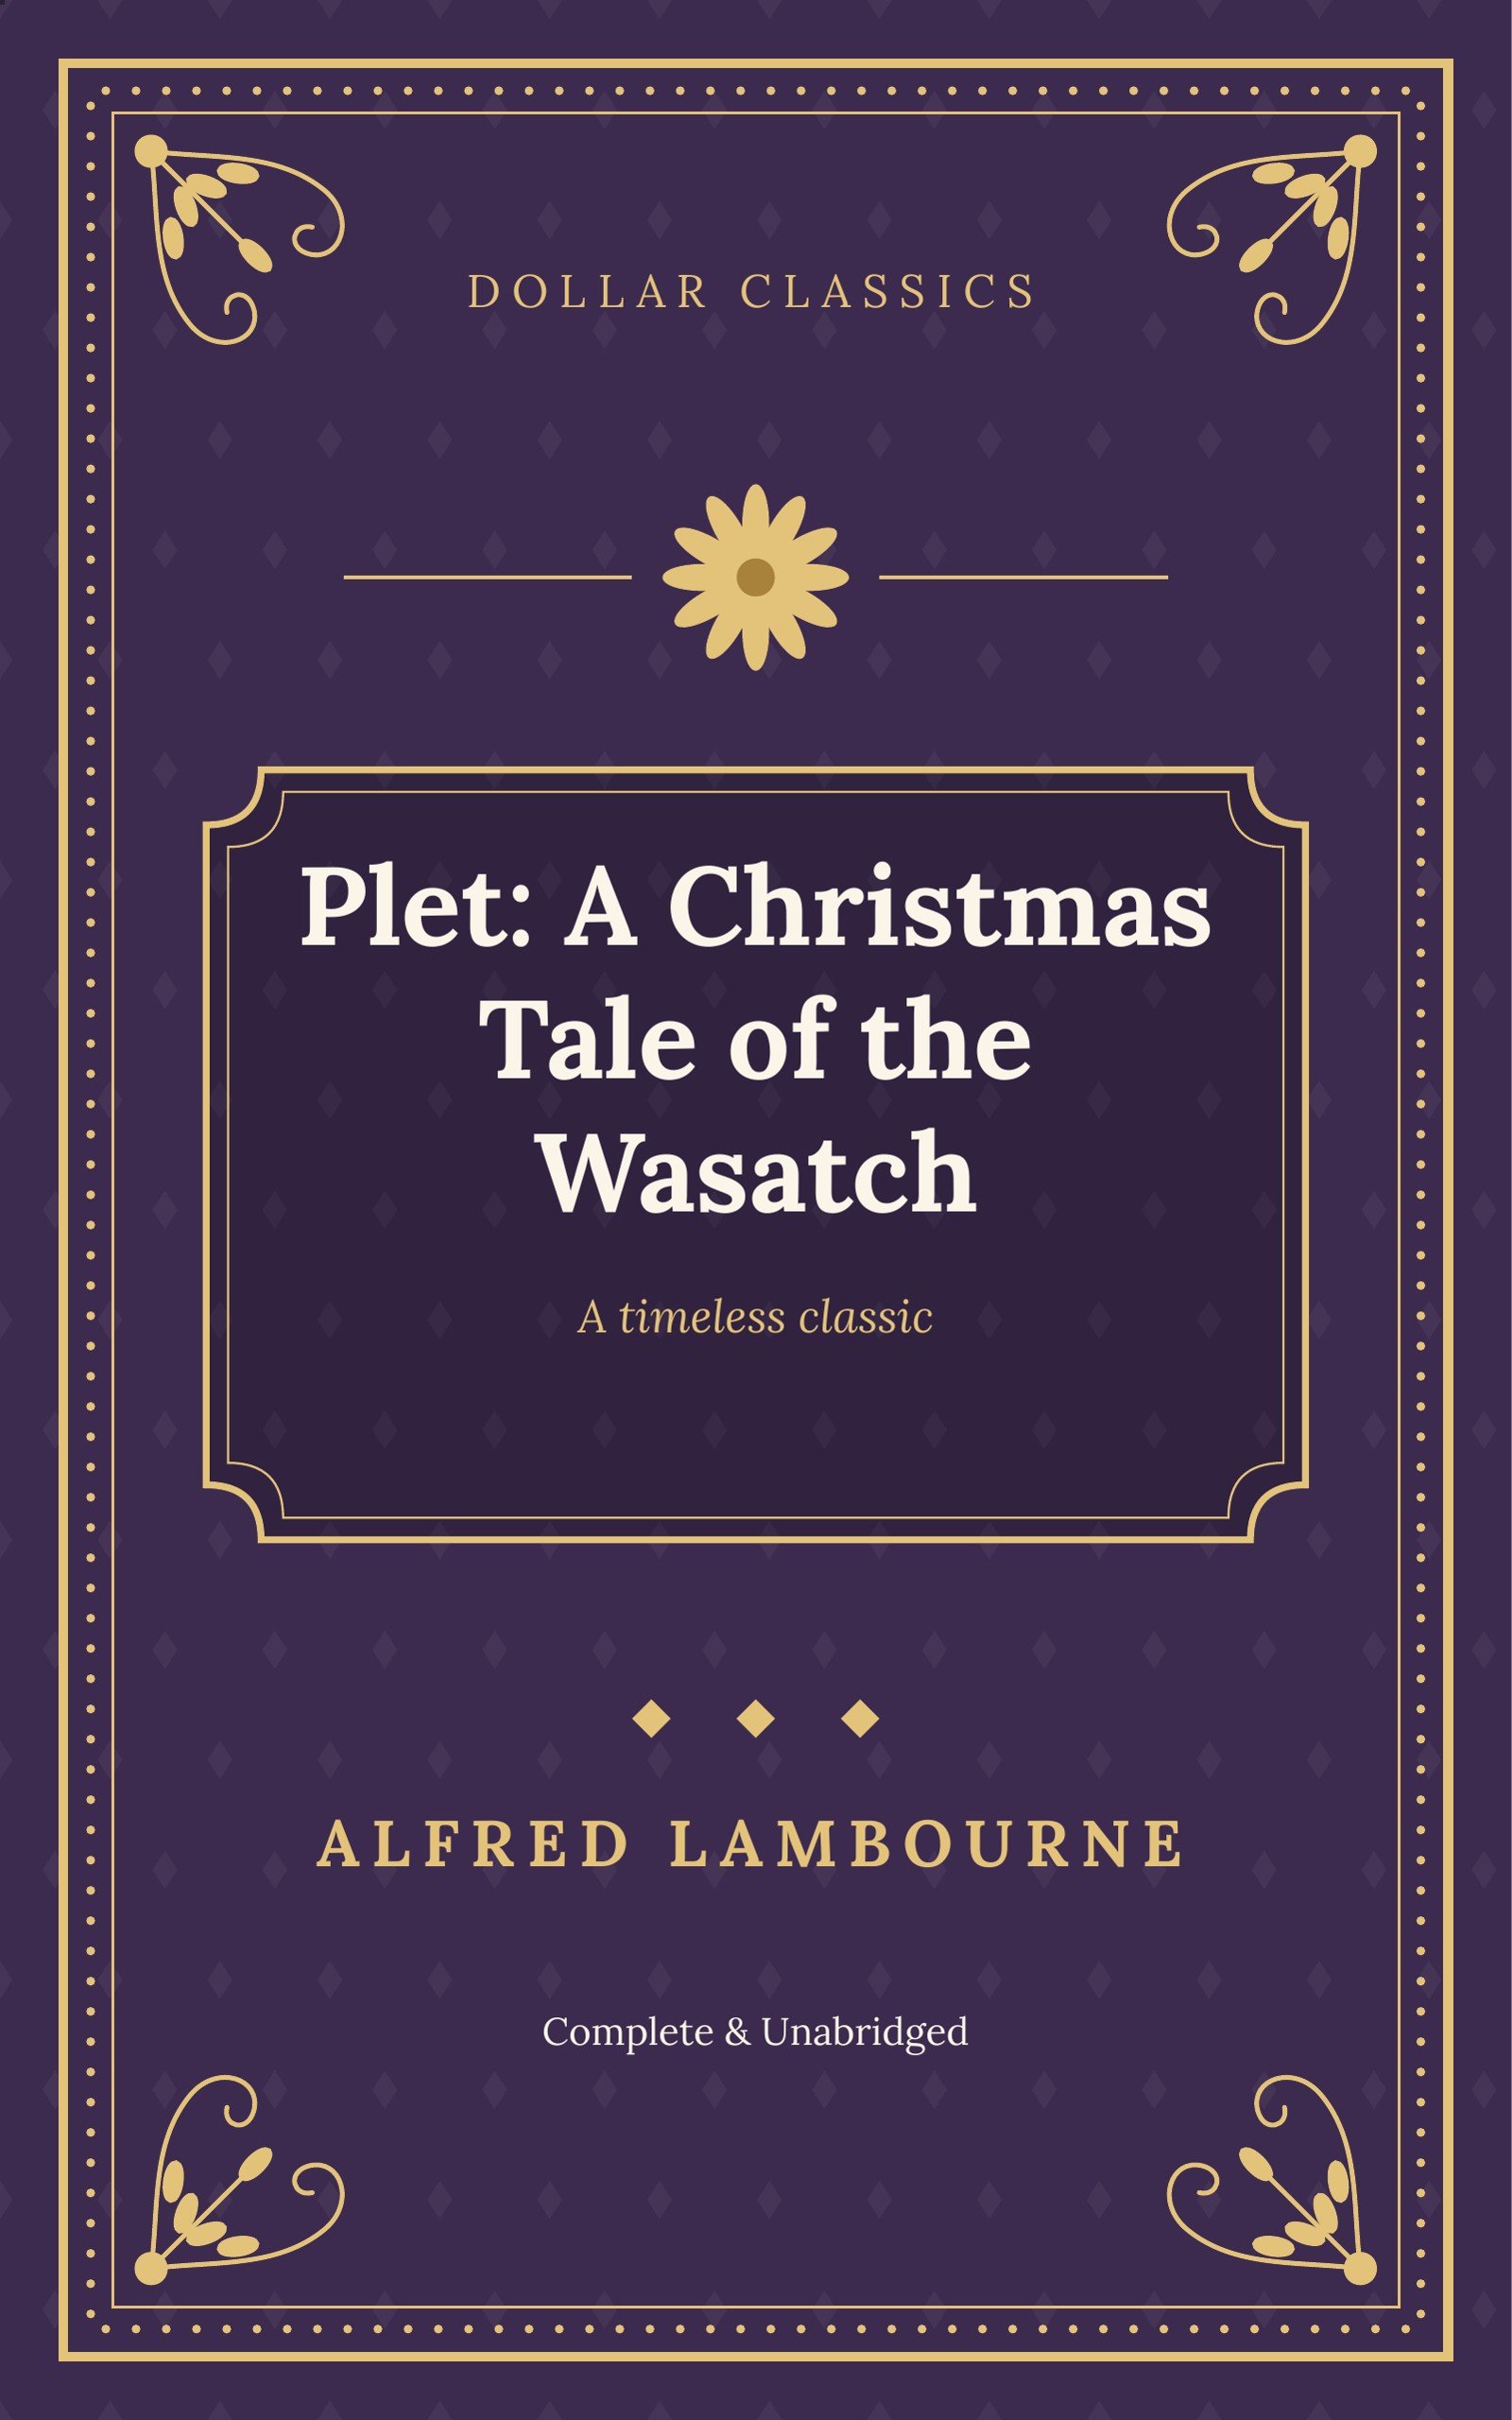 DOLLAR CLASSICS
Plet: A Christmas
Tale of the
Wasatch
A timeless classic
ALFRED LAMBOURNE
Complete & Unabridged